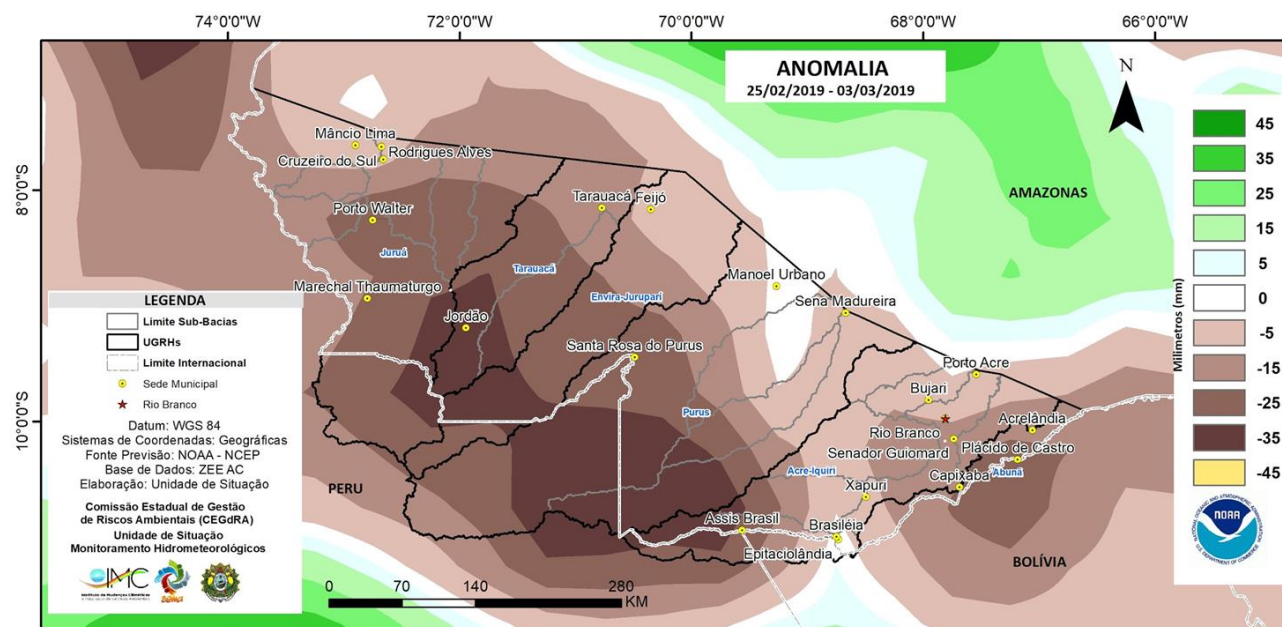 74°0'0"W
72°0'0"W
70°0'0"W
68°0'0"W
66°0'0"W
ANOMALIA
25/02/2019 - 03/03/2019
N
8°0'0"S
10°0'0"S
Mâncio Lima
Cruzeiro do Sul
Rodrigues Alves
Porto Walter
Juruá
Marechal Thaumaturgo
Tarauacá
Feijó
Tarauacá
Jordão
Envira-Jurupari
Manoel Urbano
Sena Madureira
Santa Rosa do Purus
Purus
Porto Acre
Bujari
Rio Branco
Acrelândia
Senador Guiomard
Plácido de Castro
Acre-Iquiri
Capixaba
Abunã
Xapuri
Assis Brasil
Brasiléia
Epitaciolândia
AMAZONAS
PERU
BOLÍVIA
LEGENDA
Limite Sub-Bacias
UGRHs
Limite Internacional
Sede Municipal
Rio Branco
Datum: WGS 84
Sistemas de Coordenadas: Geográficas
Fonte Previsão: NOAA - NCEP
Base de Dados: ZEE AC
Elaboração: Unidade de Situação
Comissão Estadual de Gestão
de Riscos Ambientais (CEGdRA)
Unidade de Situação
Monitoramento Hidrometeorológicos
IMC
0
70
140
280
KM
Milímetros (mm)
45
35
25
15
5
0
-5
-15
-25
-35
-45
NOAA